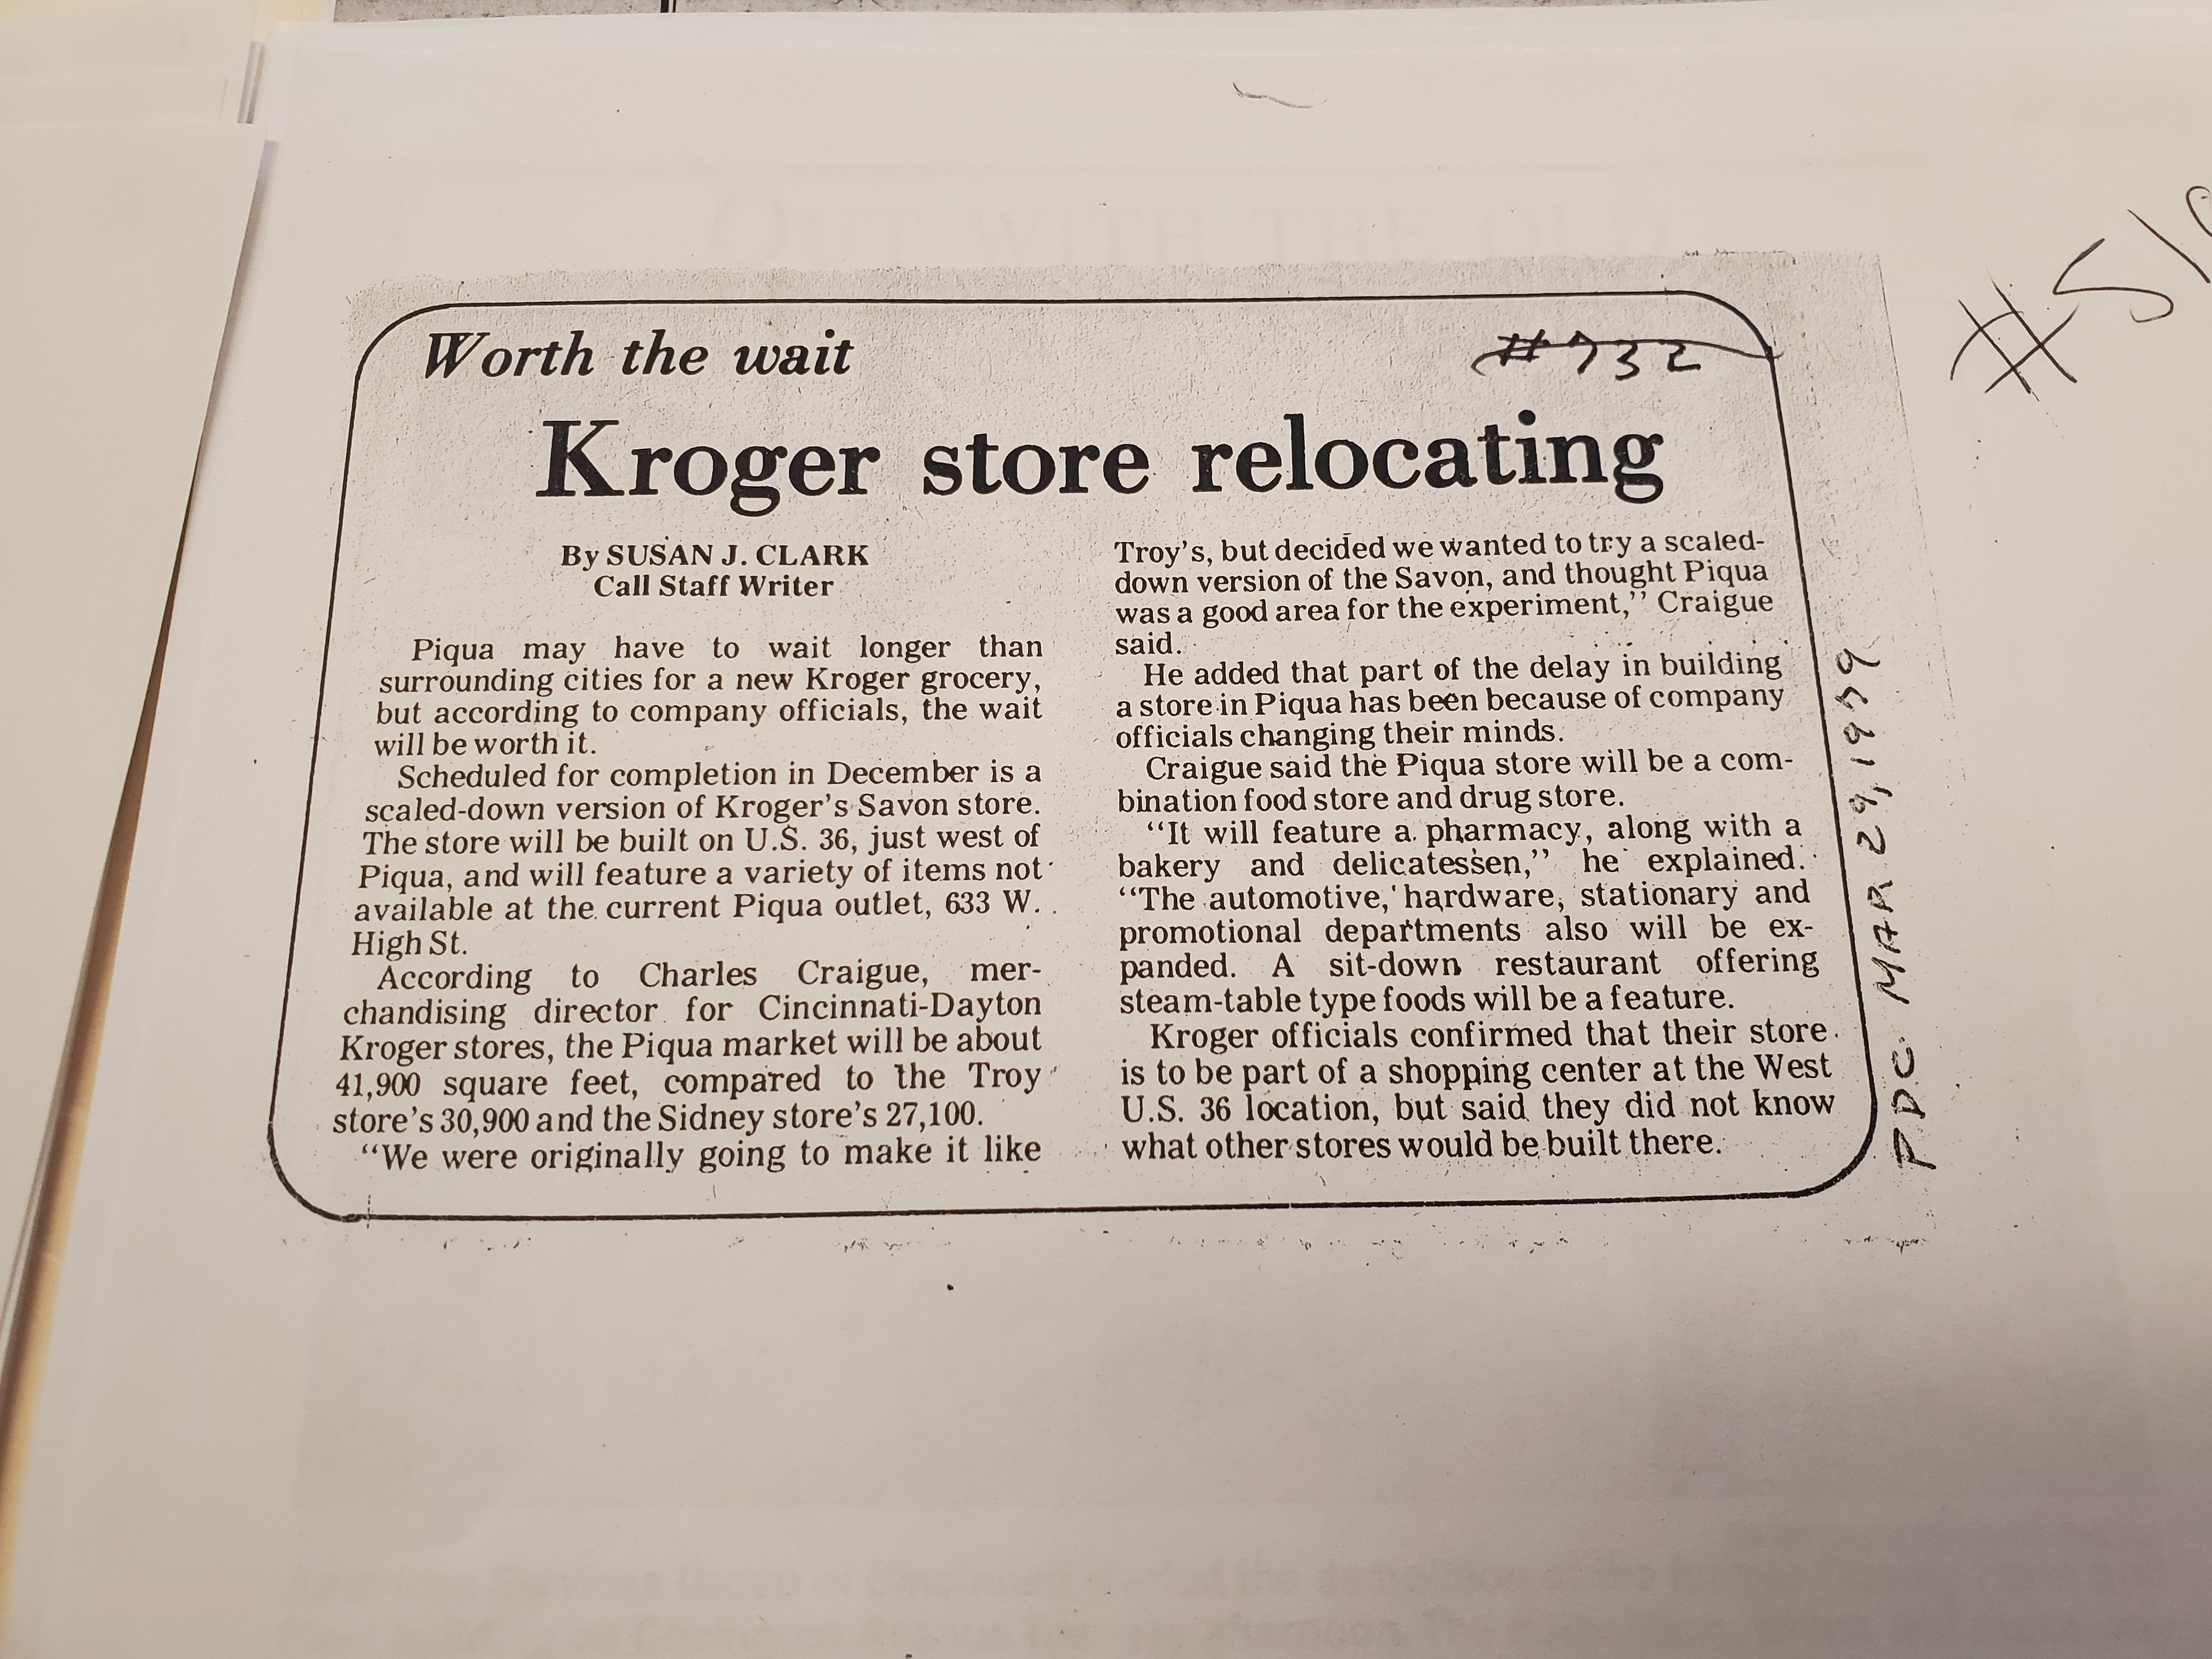 Worth the wait
#732
Kroger store relocating
By SUSAN J. CLARK
Call Staff Writer
Piqua may have to wait longer than
surrounding cities for a new Kroger grocery,
but according to company officials, the wait
will be worth it.
Scheduled for completion in December is a
scaled-down version of Kroger's Savon store.
The store will be built on U.S. 36, just west of
Piqua, and will feature a variety of items not
available at the current Piqua outlet, 633 W.
High St.
According to Charles Craigue, mer-
chandising director for Cincinnati-Dayton
Kroger stores, the Piqua market will be about
41,900 square feet, compared to the Troy
store's 30,900 and the Sidney store's 27,100.
"We were originally going to make it like
Troy's, but decided we wanted to try a scaled-
down version of the Savon, and thought Piqua
was a good area for the experiment," Craigue
said.
He added that part of the delay in building
a store in Piqua has been because of company
officials changing their minds.
Craigue said the Piqua store will be a com-
bination food store and drug store.
"It will feature a pharmacy, along with a
bakery and delicatessen," he explained.
"The automotive, hardware, stationary and
promotional departments also will be ex-
panded. A sit-down restaurant offering
steam-table type foods will be a feature.
Kroger officials confirmed that their store
is to be part of a shopping center at the West
U.S. 36 location, but said they did not know
what other stores would be built there.
PDC MAR 29, 1979
OUT WITH THE OLD